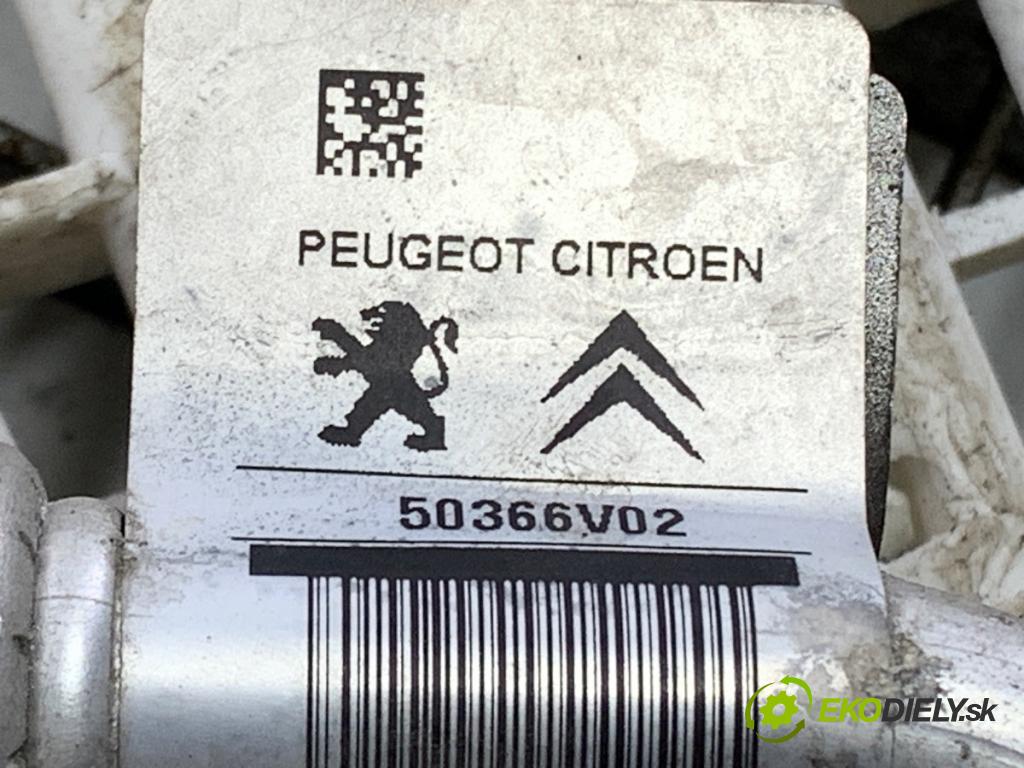 PEUGEOT CITROEN
50366V02
EKODIELY.sk